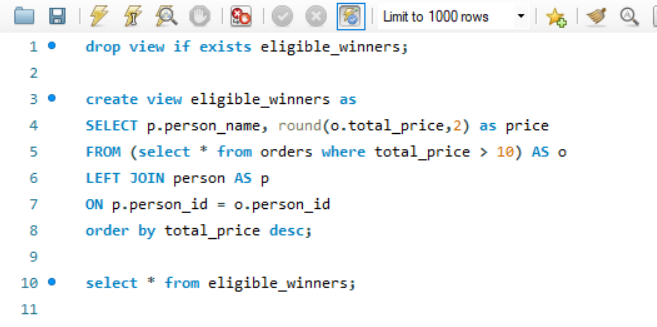 Limit to 1000 rows
1 drop view if exists eligible_winners;
2
3 create view eligible_winners as
4 SELECT p.person_name, round(o.total_price,2) as price
5 FROM (select * from orders where total_price > 10) AS o
6 LEFT JOIN person AS p
7 ON p.person_id = o.person_id
8 order by total_price desc;
9
10 select * from eligible_winners;
11